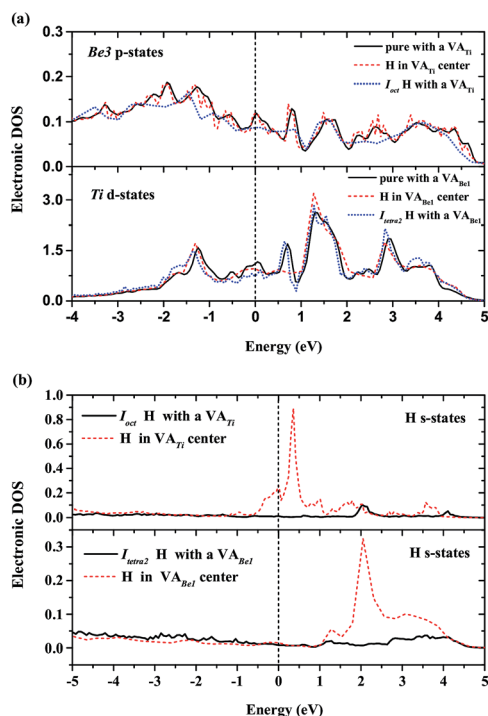 (a)
Be3 p-states
pure with a VA_Ti
H in VA_Ti center
I_oct H with a VA_Ti
0.3
0.2
0.1
0.0
Electronic DOS
Ti d-states
pure with a VA_Be1
H in VA_Be1 center
I_tetra2 H with a VA_Be1
3.0
1.5
0.0
-4 -3 -2 -1 0 1 2 3 4 5
Energy (eV)
(b)
I_oct H with a VA_Ti
H in VA_Ti center
H s-states
1.0
0.8
0.6
0.4
0.2
0.0
Electronic DOS
I_tetra2 H with a VA_Be1
H in VA_Be1 center
H s-states
0.3
0.2
0.1
0.0
-5 -4 -3 -2 -1 0 1 2 3 4 5
Energy (eV)